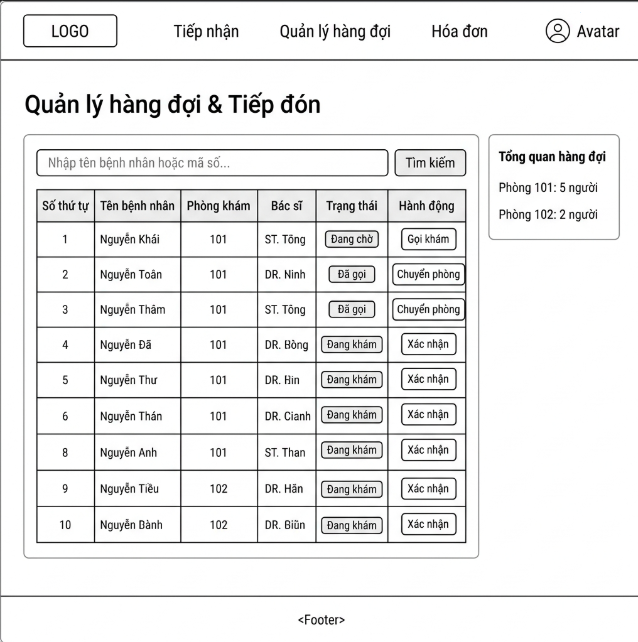 LOGO Tiếp nhận Quản lý hàng đợi Hóa đơn Avatar
Quản lý hàng đợi & Tiếp đón
Nhập tên bệnh nhân hoặc mã số... Tìm kiếm
Số thứ tự Tên bệnh nhân Phòng khám Bác sĩ Trạng thái Hành động
1 Nguyễn Khái 101 ST. Tông Đang chờ Gọi khám
2 Nguyễn Toân 101 DR. Ninh Đã gọi Chuyển phòng
3 Nguyễn Thâm 101 ST. Tông Đã gọi Chuyển phòng
4 Nguyễn Đã 101 DR. Hòng Đang khám Xác nhận
5 Nguyễn Thư 101 DR. Hin Đang khám Xác nhận
6 Nguyễn Thán 101 DR. Cianh Đang khám Xác nhận
8 Nguyễn Anh 101 ST. Than Đang khám Xác nhận
9 Nguyễn Tiều 102 DR. Hãn Đang khám Xác nhận
10 Nguyễn Dành 102 DR. Biũn Đang khám Xác nhận
Tổng quan hàng đợi
Phòng 101: 5 người
Phòng 102: 2 người
<Footer>